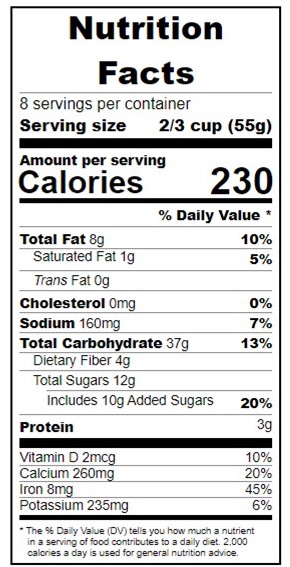 Nutrition
Facts
8 servings per container
Serving size 2/3 cup (55g)
Amount per serving
Calories 230
% Daily Value *
Total Fat 8g 10%
Saturated Fat 1g 5%
Trans Fat 0g
Cholesterol 0mg 0%
Sodium 160mg 7%
Total Carbohydrate 37g 13%
Dietary Fiber 4g
Total Sugars 12g
Includes 10g Added Sugars 20%
Protein 3g
Vitamin D 2mcg 10%
Calcium 260mg 20%
Iron 8mg 45%
Potassium 235mg 6%
* The % Daily Value (DV) tells you how much a nutrient
in a serving of food contributes to a daily diet. 2,000
calories a day is used for general nutrition advice.